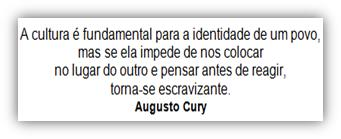 A cultura é fundamental para a identidade de um povo,
mas se ela impede de nos colocar
no lugar do outro e pensar antes de reagir,
torna-se escravizante.
Augusto Cury